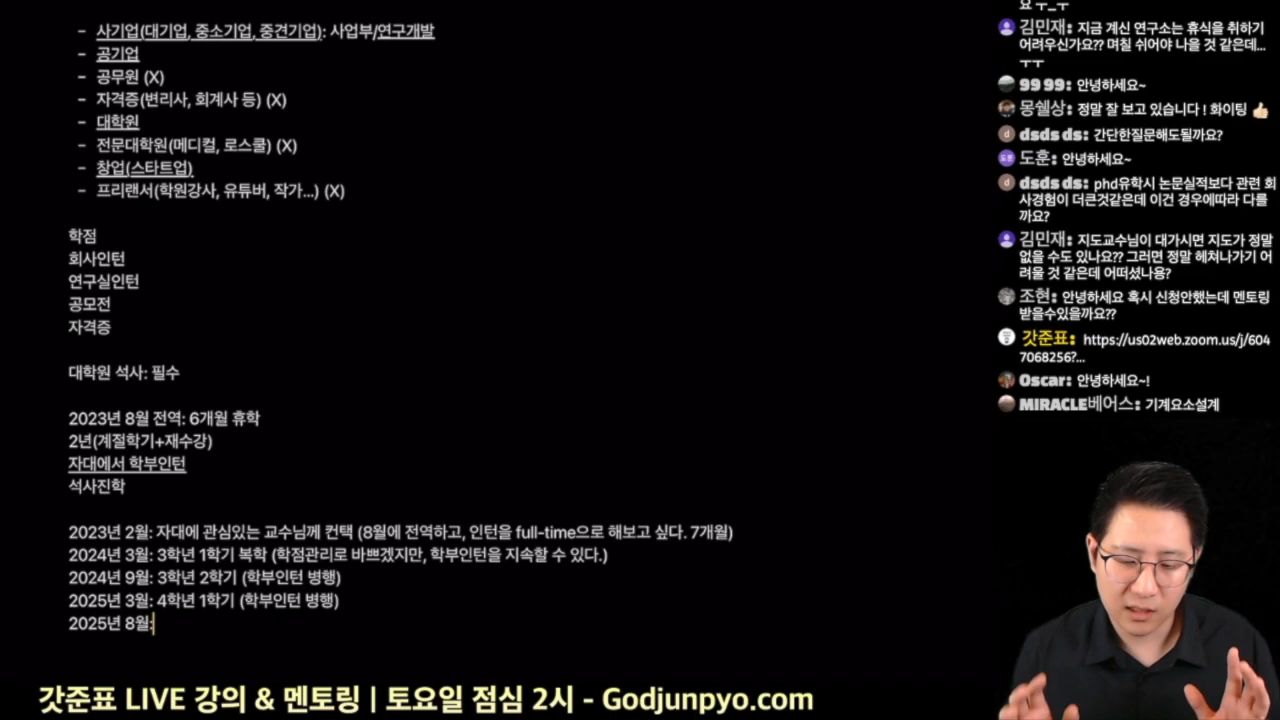 - 사기업(대기업, 중소기업, 중견기업): 사업부/연구개발
- 공기업
- 공무원 (X)
- 자격증(변리사, 회계사 등) (X)
- 대학원
- 전문대학원(메디컬, 로스쿨) (X)
- 창업(스타트업)
- 프리랜서(학원강사, 유튜버, 작가...) (X)
학점
회사인턴
연구실인턴
공모전
자격증
대학원 석사: 필수
2023년 8월 전역: 6개월 휴학
2년(계절학기+재수강)
자대에서 학부인턴
석사진학
2023년 2월: 자대에 관심있는 교수님께 컨택 (8월에 전역하고, 인턴을 full-time으로 해보고 싶다. 7개월)
2024년 3월: 3학년 1학기 복학 (학점관리로 바쁘겠지만, 학부인턴을 지속할 수 있다.)
2024년 9월: 3학년 2학기 (학부인턴 병행)
2025년 3월: 4학년 1학기 (학부인턴 병행)
2025년 8월:
요 ㅜ_ㅜ
김민재: 지금 계신 연구소는 휴식을 취하기
어려우신가요?? 며칠 쉬어야 나을 것 같은데...
ㅜㅜ
99 99: 안녕하세요~
몽쉘상: 정말 잘 보고 있습니다 ! 화이팅 👍🏻
dsds ds: 간단한질문해도될까요?
도훈: 안녕하세요~
dsds ds: phd유학시 논문실적보다 관련 회
사경험이 더큰것같은데 이건 경우에따라 다를
까요?
김민재: 지도교수님이 대가시면 지도가 정말
없을 수도 있나요?? 그러면 정말 헤쳐나가기 어
려울 것 같은데 어떠셨나용?
조현: 안녕하세요 혹시 신청안했는데 멘토링
받을수있을까요??
갓준표: https://us02web.zoom.us/j/604
7068256?...
Oscar: 안녕하세요~!
MIRACLE베어스: 기계요소설계
갓준표 LIVE 강의 & 멘토링 | 토요일 점심 2시 - Godjunpyo.com